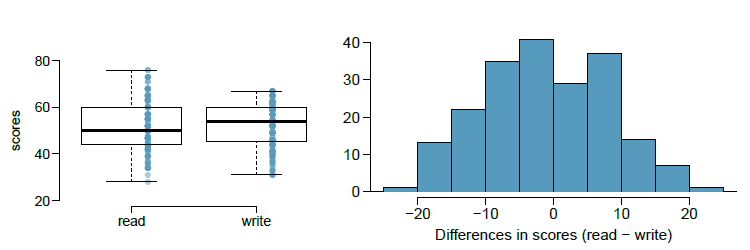 scores
80
60
40
20
read write
40
30
20
10
0
−20 −10 0 10 20
Differences in scores (read − write)